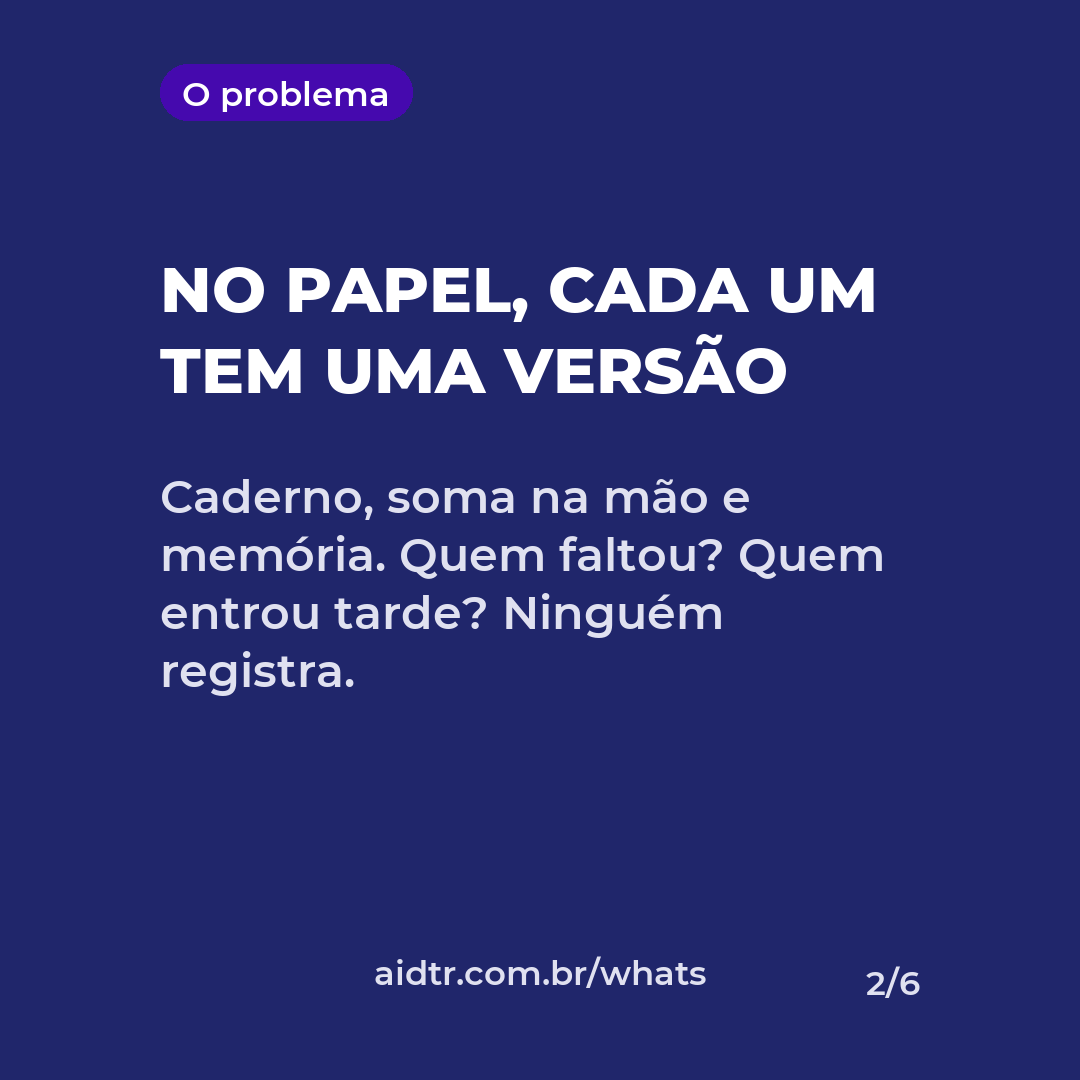 O problema
NO PAPEL, CADA UM
TEM UMA VERSÃO
Caderno, soma na mão e
memória. Quem faltou? Quem
entrou tarde? Ninguém
registra.
aidtr.com.br/whats
2/6